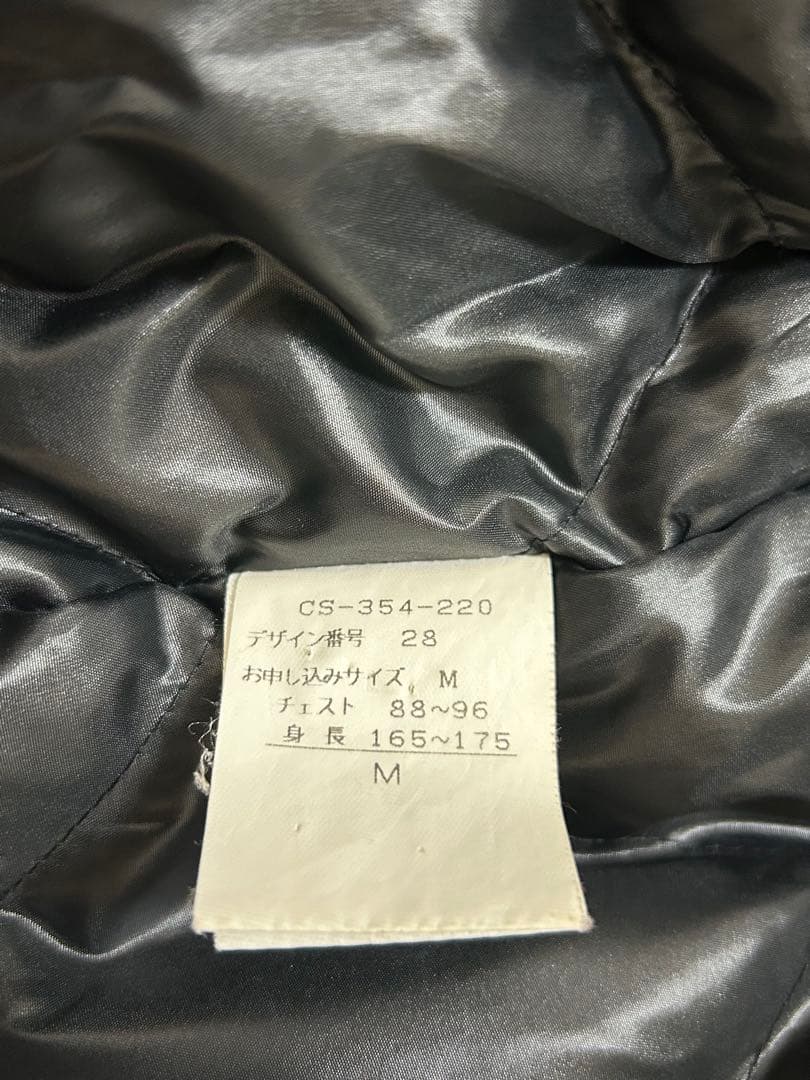 CS-354-220
デザイン番号 28
お申し込みサイズ M
チェスト 88~96
身長 165~175
M